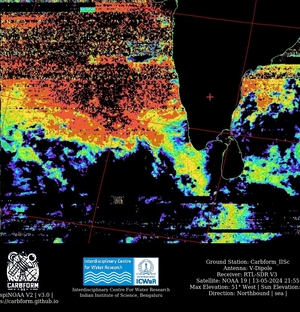 CARBFORM
spiNOAA V2 | v3.0 |
s://carbform.github.io
Interdisciplinary Centre
for Water Research
ICWaR
Interdisciplinary Centre For Water Research
Indian Institute of Science, Bengaluru
Ground Station: Carbform_IISc
Antenna: V-Dipole
Receiver: RTL-SDR V3
Satellite: NOAA 19 | 13-05-2024 21:55
Max Elevation: 51° West | Sun Elevation:
Direction: Northbound | sea |